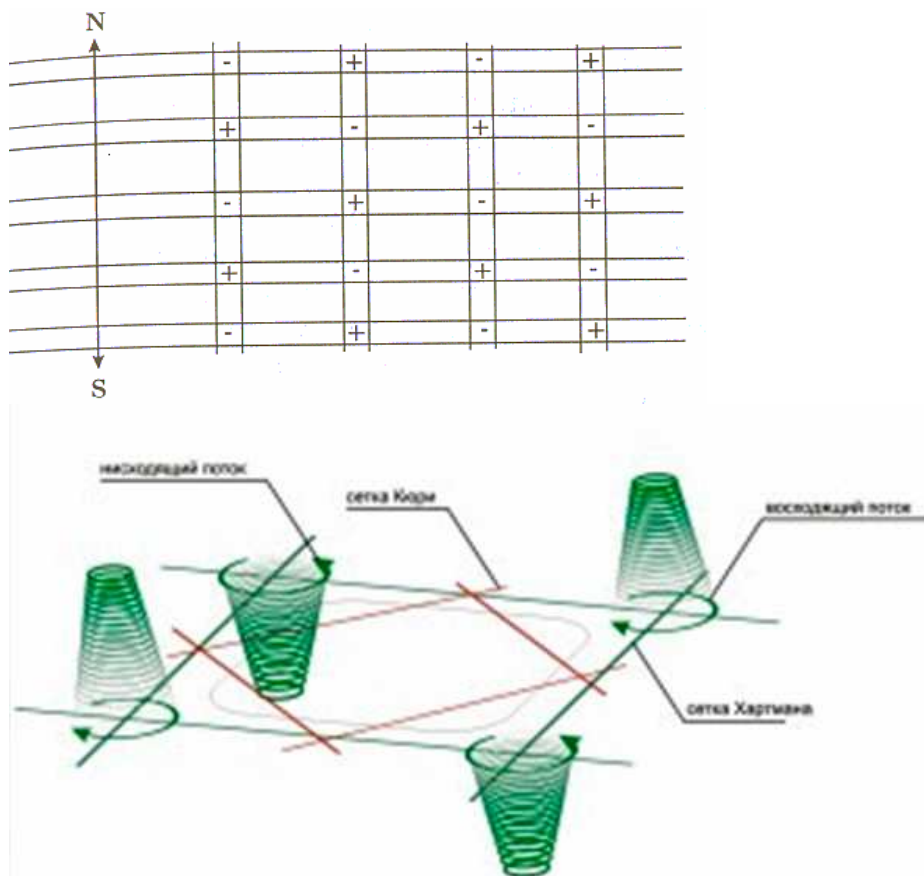 N
- + - +
+ - + -
- + - +
+ - + -
- + - +
S
нисходящий поток
сетка Кюри
восходящий поток
сетка Хартмана